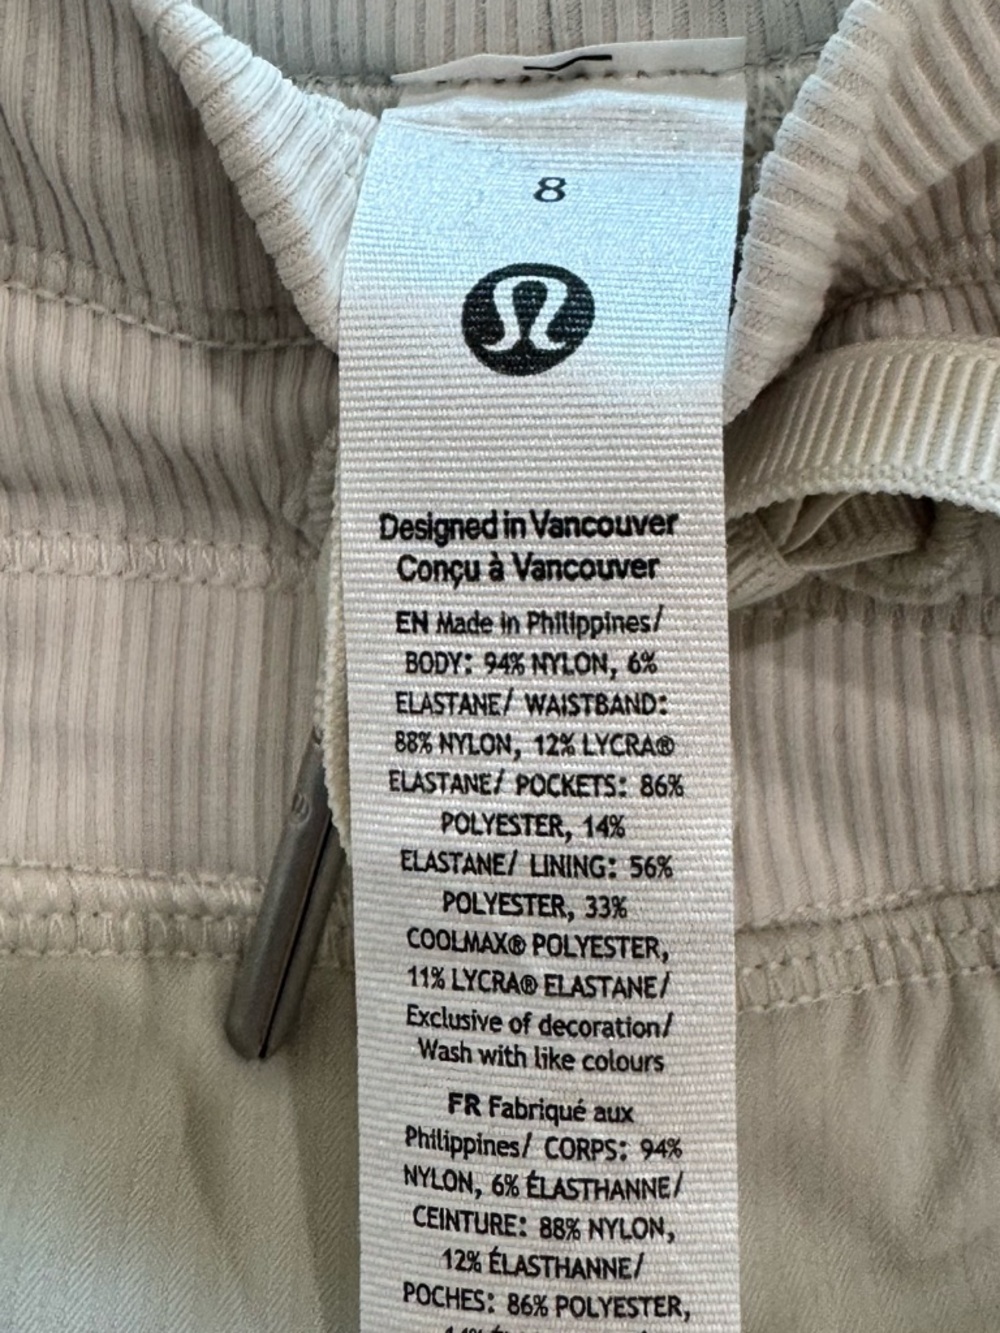 8
Designed in Vancouver
Conçu à Vancouver
EN Made in Philippines/
BODY: 94% NYLON, 6%
ELASTANE/ WAISTBAND:
88% NYLON, 12% LYCRA®
ELASTANE/ POCKETS: 86%
POLYESTER, 14%
ELASTANE/ LINING: 56%
POLYESTER, 33%
COOLMAX® POLYESTER,
11% LYCRA® ELASTANE/
Exclusive of decoration/
Wash with like colours
FR Fabriqué aux
Philippines/ CORPS: 94%
NYLON, 6% ÉLASTHANNE/
CEINTURE: 88% NYLON,
12% ÉLASTHANNE/
POCHES: 86% POLYESTER,